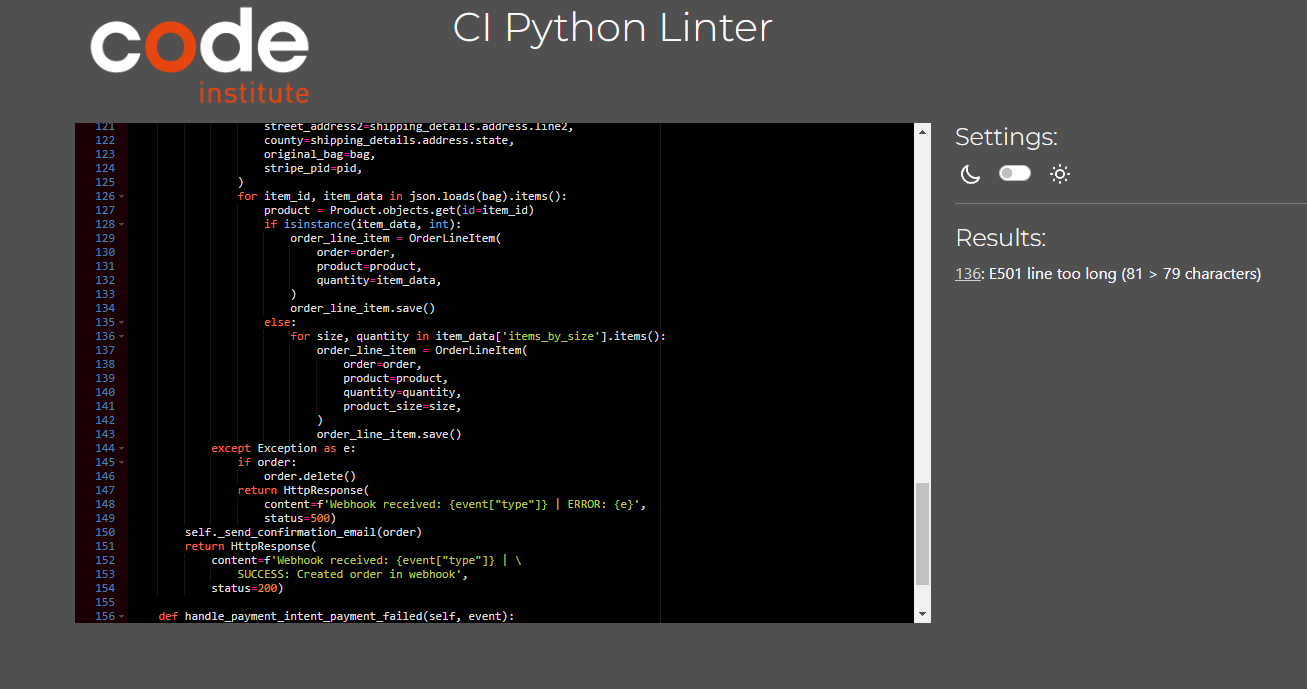 code
institute
CI Python Linter
121 street_address2=shipping_details.address.line2,
122 county=shipping_details.address.state,
123 original_bag=bag,
124 stripe_pid=pid,
125 )
126 for item_id, item_data in json.loads(bag).items():
127 product = Product.objects.get(id=item_id)
128 if isinstance(item_data, int):
129 order_line_item = OrderLineItem(
130 order=order,
131 product=product,
132 quantity=item_data,
133 )
134 order_line_item.save()
135 else:
136 for size, quantity in item_data['items_by_size'].items():
137 order_line_item = OrderLineItem(
138 order=order,
139 product=product,
140 quantity=quantity,
141 product_size=size,
142 )
143 order_line_item.save()
144 except Exception as e:
145 if order:
146 order.delete()
147 return HttpResponse(
148 content=f'Webhook received: {event["type"]} | ERROR: {e}',
149 status=500)
150 self._send_confirmation_email(order)
151 return HttpResponse(
152 content=f'Webhook received: {event["type"]} | \
153 SUCCESS: Created order in webhook',
154 status=200)
155
156 def handle_payment_intent_payment_failed(self, event):
Settings:
Results:
136: E501 line too long (81 > 79 characters)